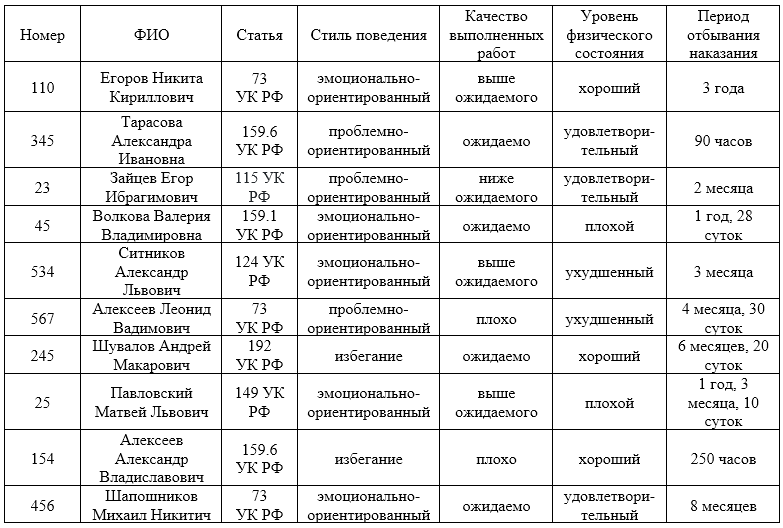 Номер ФИО Статья Стиль поведения Качество выполненных работ Уровень физического состояния Период отбывания наказания
110 Егоров Никита Кириллович 73 УК РФ эмоционально-ориентированный выше ожидаемого хороший 3 года
345 Тарасова Александра Ивановна 159.6 УК РФ проблемно-ориентированный ожидаемо удовлетвори-тельный 90 часов
23 Зайцев Егор Ибрагимович 115 УК РФ проблемно-ориентированный ниже ожидаемого удовлетвори-тельный 2 месяца
45 Волкова Валерия Владимировна 159.1 УК РФ эмоционально-ориентированный ожидаемо плохой 1 год, 28 суток
534 Ситников Александр Львович 124 УК РФ эмоционально-ориентированный выше ожидаемого ухудшенный 3 месяца
567 Алексеев Леонид Вадимович 73 УК РФ проблемно-ориентированный плохо ухудшенный 4 месяца, 30 суток
245 Шувалов Андрей Макарович 192 УК РФ избегание ожидаемо хороший 6 месяцев, 20 суток
25 Павловский Матвей Львович 149 УК РФ эмоционально-ориентированный выше ожидаемого плохой 1 год, 3 месяца, 10 суток
154 Алексеев Александр Владиславович 159.6 УК РФ избегание плохо хороший 250 часов
456 Шапошников Михаил Никитич 73 УК РФ эмоционально-ориентированный ожидаемо удовлетвори-тельный 8 месяцев